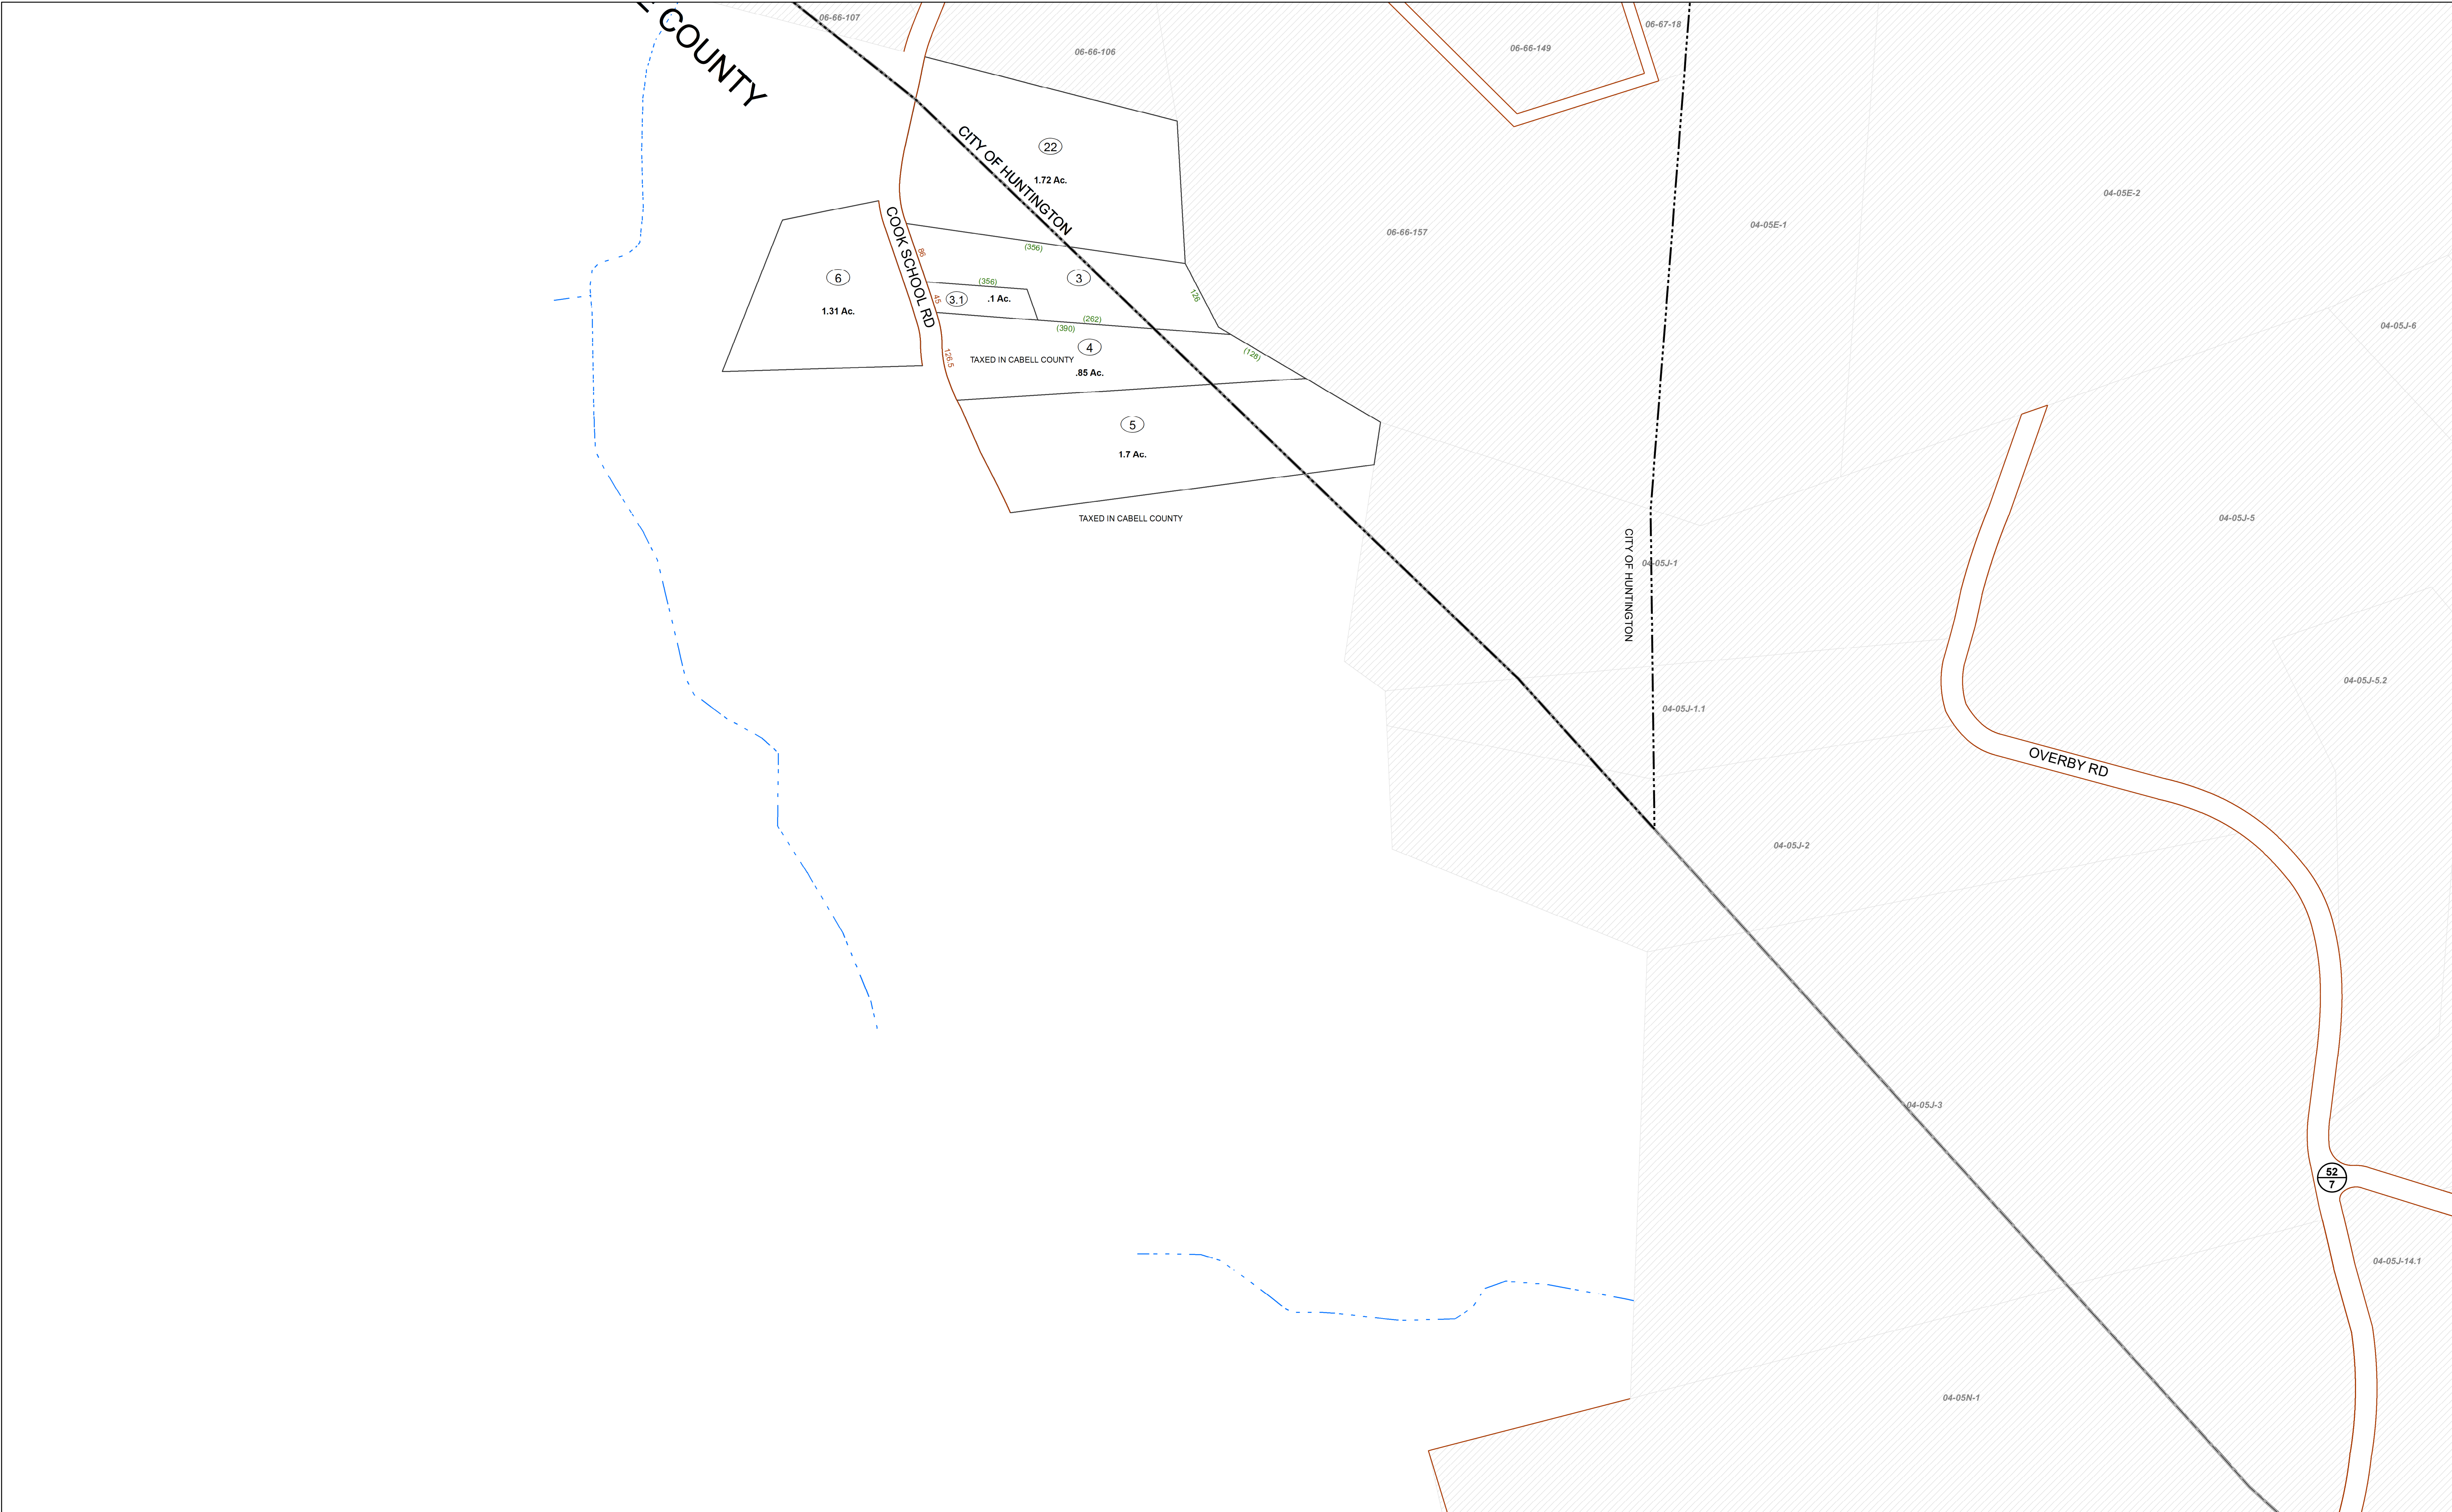 COUNTY
06-66-107
06-66-106
06-66-149
06-67-18
CITY OF HUNTINGTON
22
1.72 Ac.
04-05E-2
04-05E-1
06-66-157
COOK SCHOOL RD
86
(356)
6
1.31 Ac.
3
(356)
45
3.1
.1 Ac.
126
(262)
(390)
04-05J-6
4
126.5
TAXED IN CABELL COUNTY
(126)
.85 Ac.
5
1.7 Ac.
TAXED IN CABELL COUNTY
04-05J-5
CITY OF HUNTINGTON
04-05J-1
04-05J-5.2
04-05J-1.1
OVERBY RD
04-05J-2
04-05J-3
52
7
04-05J-14.1
04-05N-1